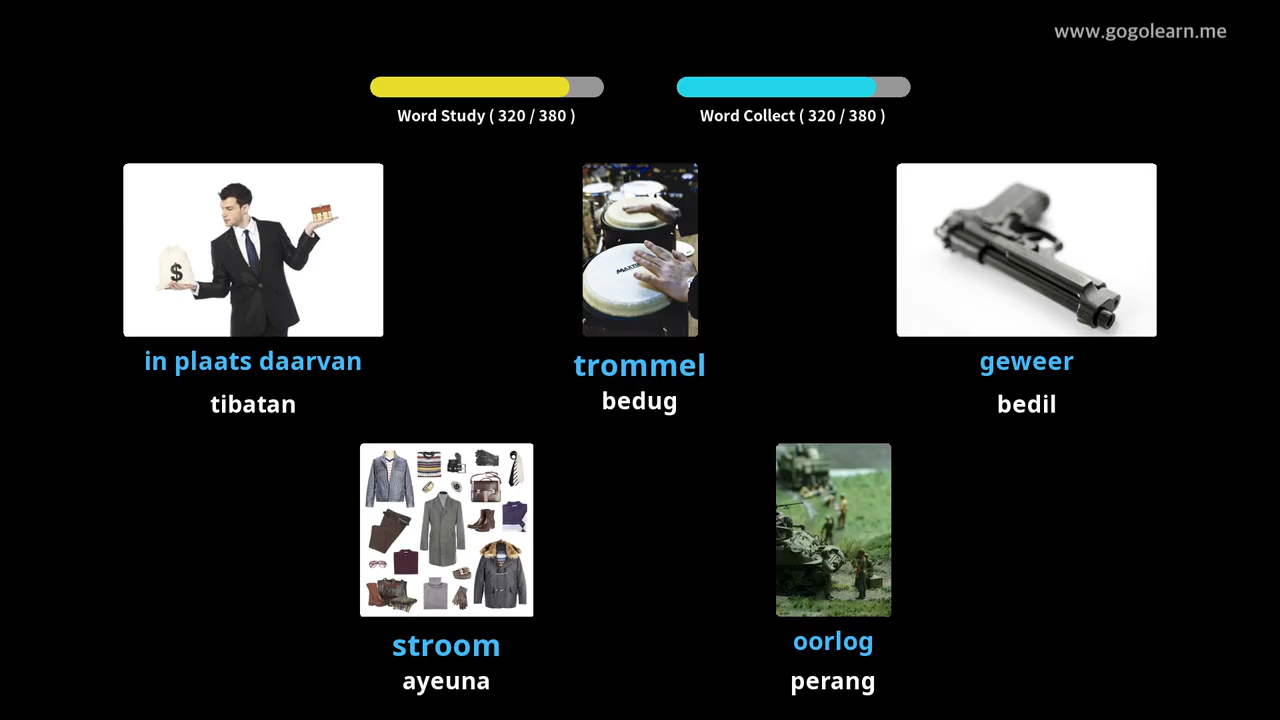 www.gogolearn.me
Word Study ( 320 / 380 )
Word Collect ( 320 / 380 )
$
in plaats daarvan
tibatan
trommel
bedug
geweer
bedil
stroom
ayeuna
oorlog
perang